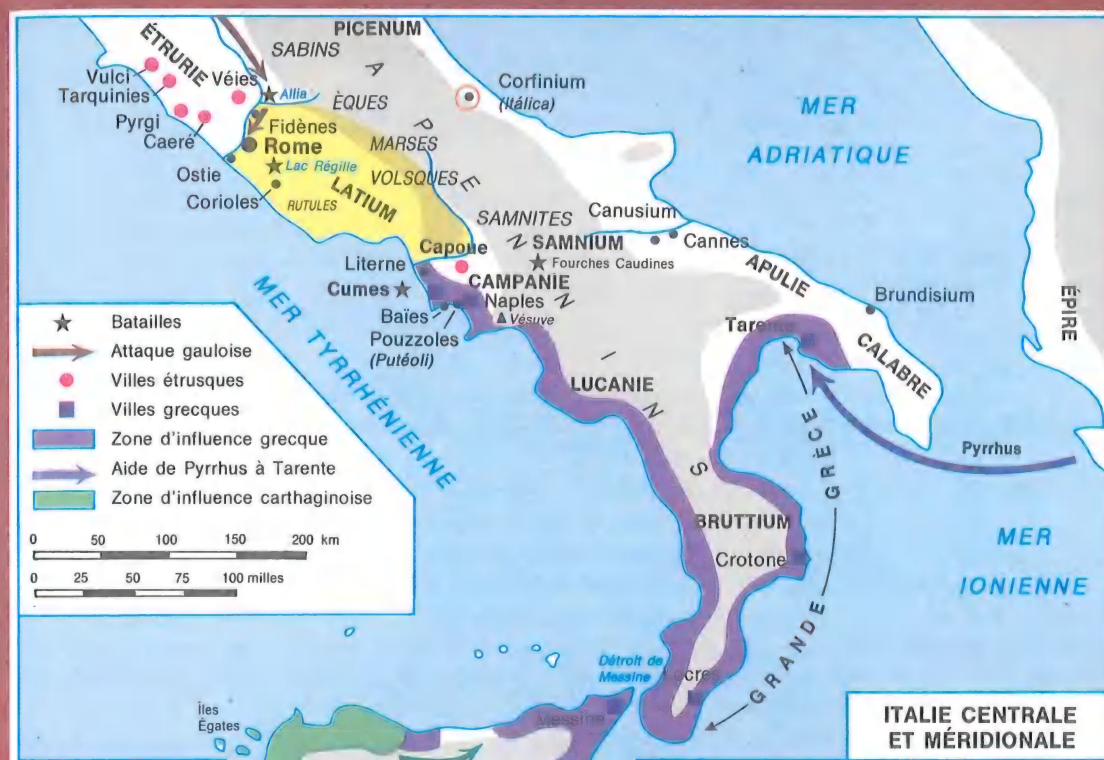 PICENUM
ÉTRURIE
SABINS
Vulci
Véies
Tarquinies
Allia
ÈQUES
Corfinium
(Itálica)
MER
ADRIATIQUE
Pyrgi
Caeré
Fidènes
Rome
MARSES
Lac Régille
VOLSQUES
Ostie
Corioles
RUTULES
LATIUM
APENNINS
SAMNITES
Canusium
SAMNIUM
Cannes
Capoue
Fourches Caudines
Literne
CAMPANIE
APULIE
ÉPIRE
Cumes
Naples
Brundisium
Baïes
Vésuve
Pouzzoles
(Putéoli)
Tarente
CALABRE
MER TYRRHÉNIENNE
LUCANIE
Pyrrhus
GRANDE GRÈCE
BRUTTIUM
Crotone
MER
IONIENNE
Détroit de
Messine
Locres
Messine
Îles
Égates
Batailles
Attaque gauloise
Villes étrusques
Villes grecques
Zone d'influence grecque
Aide de Pyrrhus à Tarente
Zone d'influence carthaginoise
0 50 100 150 200 km
0 25 50 75 100 milles
ITALIE CENTRALE
ET MÉRIDIONALE